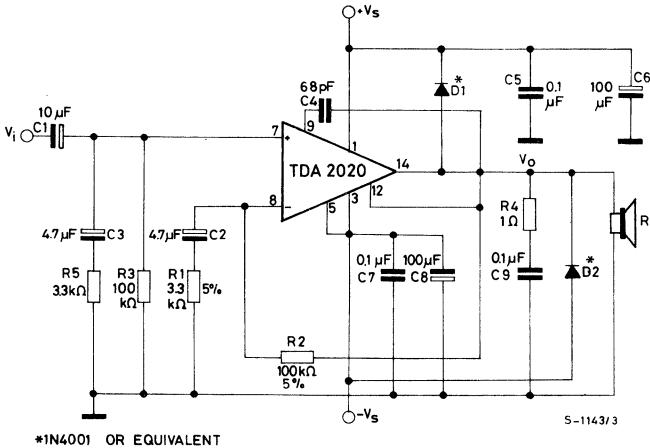 +Vs
68pF
C4
*
D1
C5
0.1
µF
C6
100
µF
10 µF
Vi
C1
7
9
+
1
TDA 2020
14
Vo
12
8
–
5
3
R4
1Ω
R
4.7µF
C3
4.7µF
C2
0,1 µF
C7
100µF
C8
0.1µF
C9
*
D2
R5
3.3kΩ
R3
100
kΩ
R1
3.3
kΩ
5%
R2
100kΩ
5%
–Vs
S-1143/3
*1N4001 OR EQUIVALENT